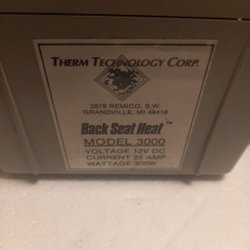 THERM TECHNOLOGY CORP.
2879 REMICO, S.W.
GRANDVILLE, MI 49418
Back Seat Heat™
MODEL 3000
VOLTAGE 12V DC
CURRENT 25 AMP
WATTAGE 300W